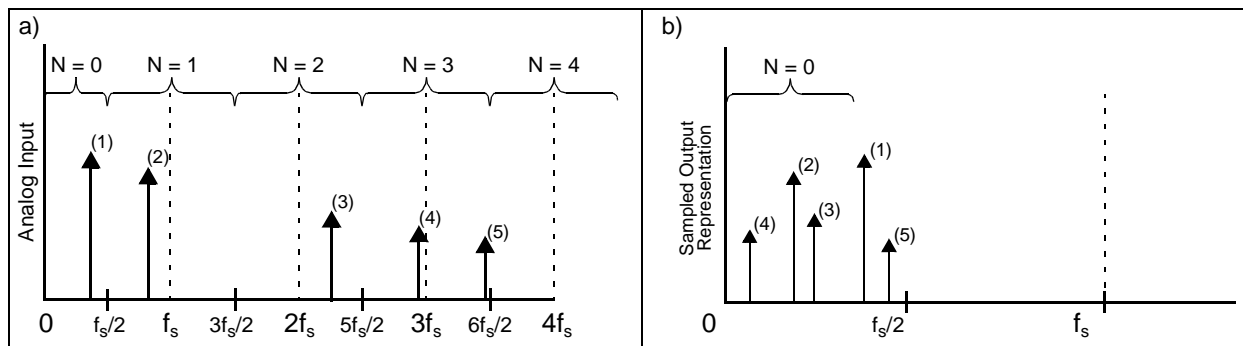 a)
N = 0 N = 1 N = 2 N = 3 N = 4
Analog Input
(1)
(2)
(3)
(4)
(5)
0 fs/2 fs 3fs/2 2fs 5fs/2 3fs 6fs/2 4fs
b)
N = 0
Sampled Output
Representation
(4)
(2)
(3)
(1)
(5)
0 fs/2 fs